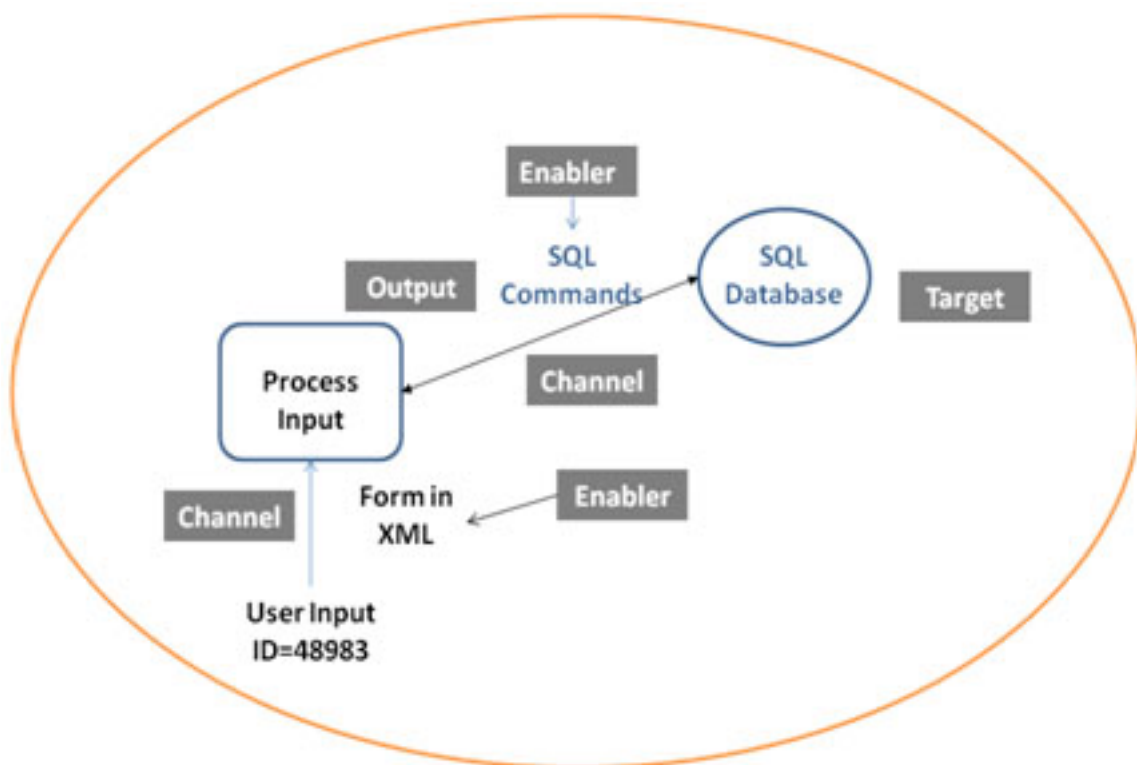 Enabler
SQL
Commands
SQL
Database
Output
Target
Process
Input
Channel
Form in
XML
Enabler
Channel
User Input
ID=48983